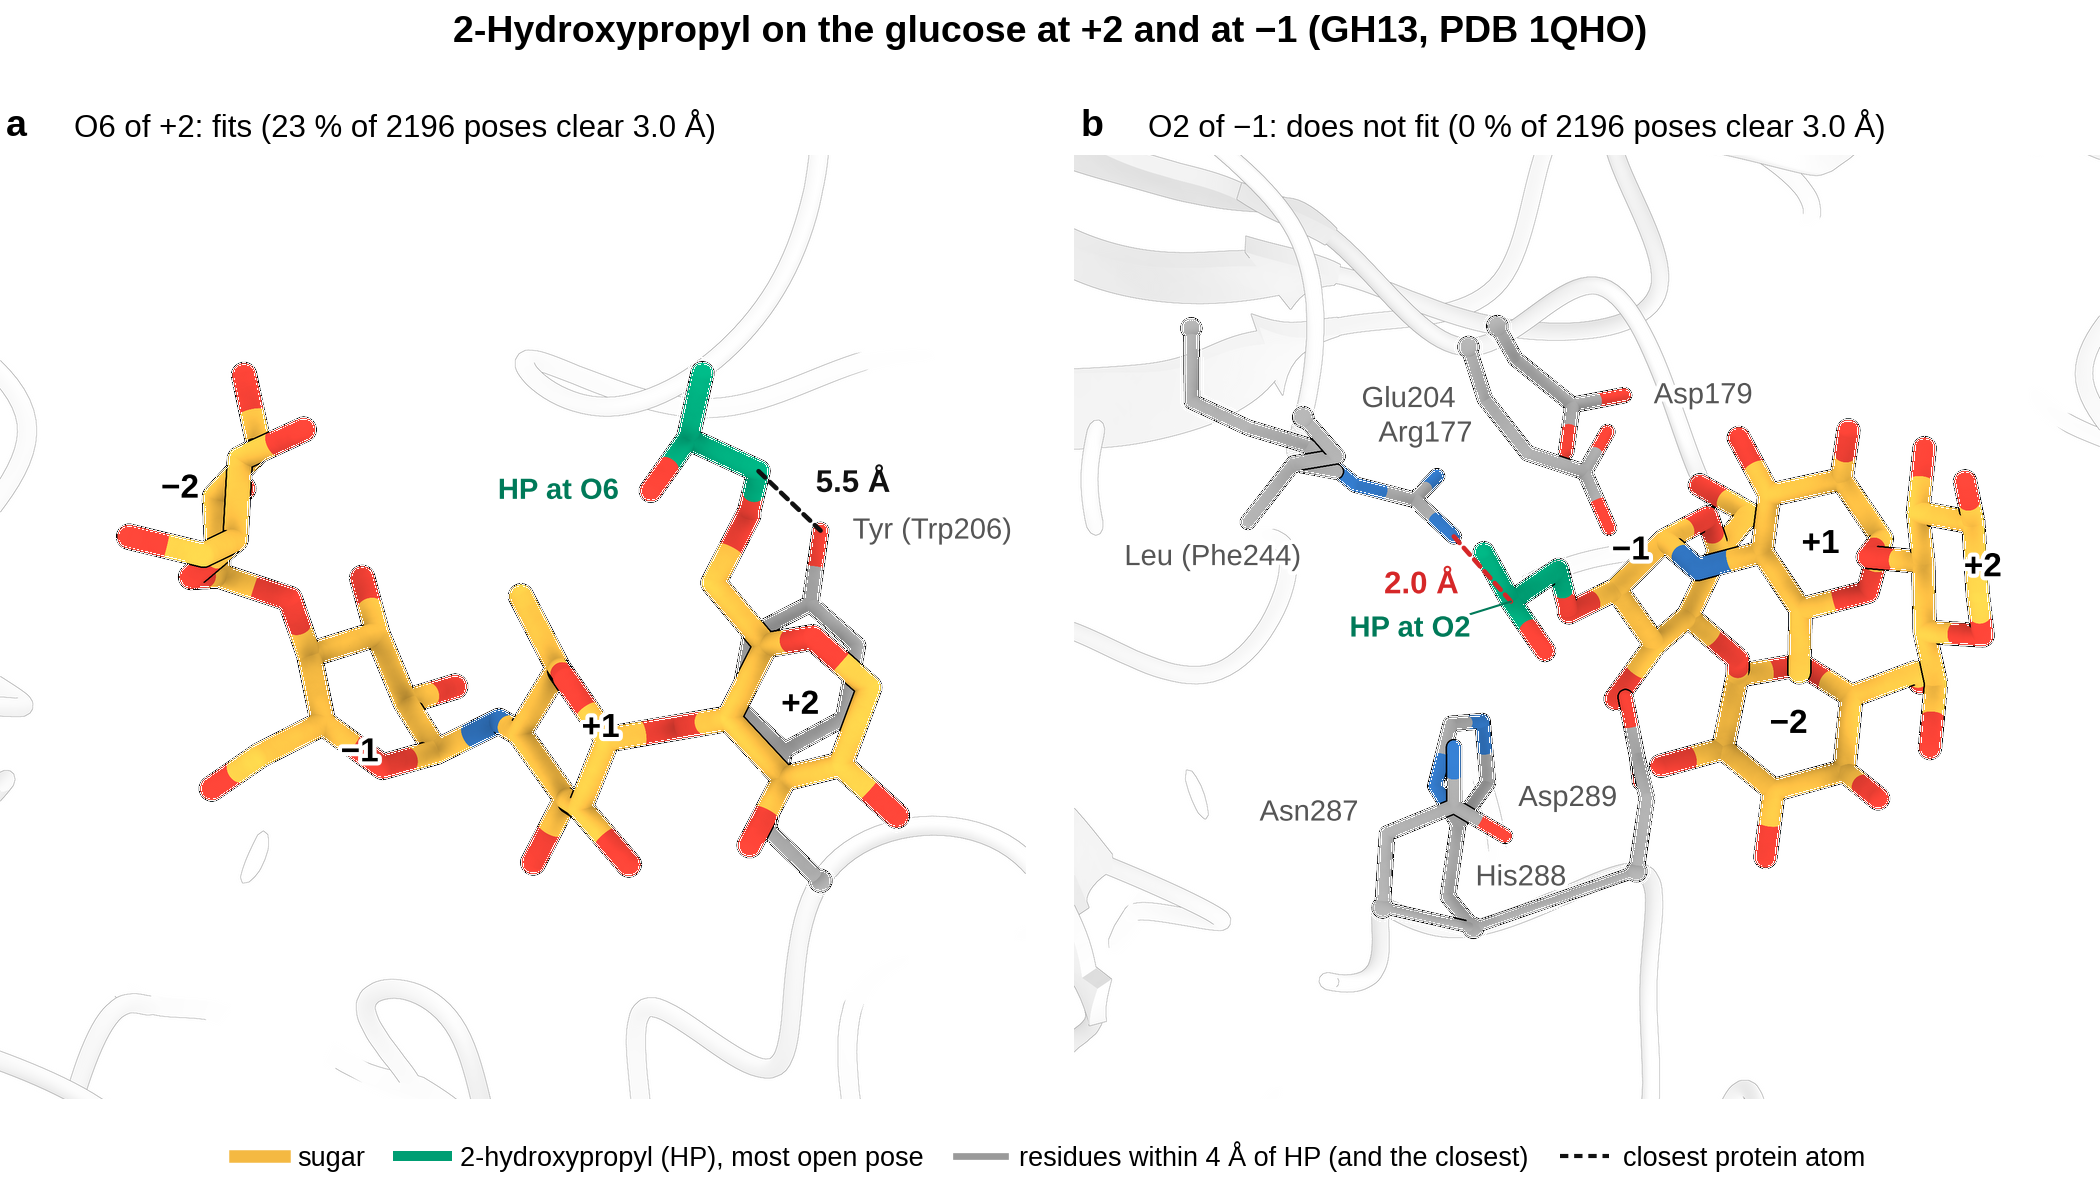 2-Hydroxypropyl on the glucose at +2 and at −1 (GH13, PDB 1QHO)
a O6 of +2: fits (23 % of 2196 poses clear 3.0 Å)
−2
HP at O6
5.5 Å
Tyr (Trp206)
+2
+1
−1
b O2 of −1: does not fit (0 % of 2196 poses clear 3.0 Å)
Glu204
Arg177
Asp179
Leu (Phe244)
2.0 Å
HP at O2
−1
+1
+2
−2
Asn287
Asp289
His288
sugar
2-hydroxypropyl (HP), most open pose
residues within 4 Å of HP (and the closest)
closest protein atom